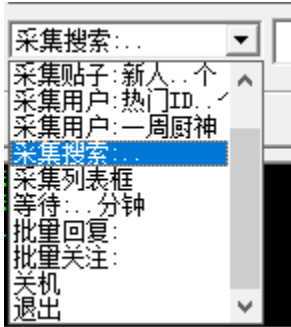 采集搜索:...
采集贴子:新人..个
采集用户:热门ID..
采集用户:一周厨神
采集搜索:...
采集列表框
等待:...分钟
批量回复:
批量关注:
关机
退出